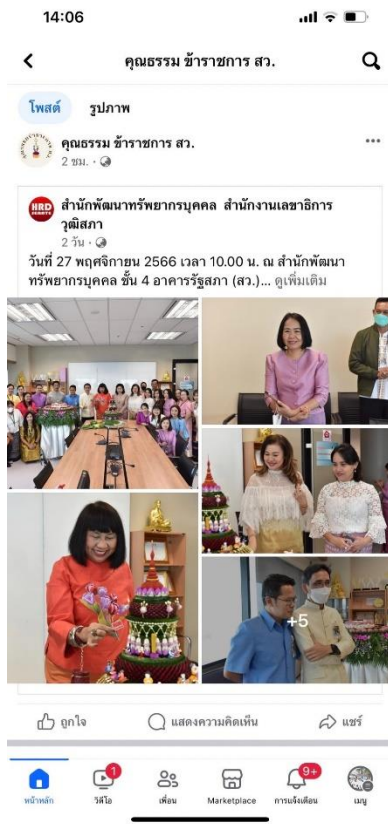 14:06
คุณธรรม ข้าราชการ สว.
โพสต์ รูปภาพ
คุณธรรม ข้าราชการ สว.
2 ชม.
HRD
SENATE
สำนักพัฒนาทรัพยากรบุคคล สำนักงานเลขาธิการ
วุฒิสภา
2 วัน
วันที่ 27 พฤศจิกายน 2566 เวลา 10.00 น. ณ สำนักพัฒนา
ทรัพยากรบุคคล ชั้น 4 อาคารรัฐสภา (สว.)... ดูเพิ่มเติม
+5
ถูกใจ แสดงความคิดเห็น แชร์
1 9+
หน้าหลัก วิดีโอ เพื่อน Marketplace การแจ้งเตือน เมนู